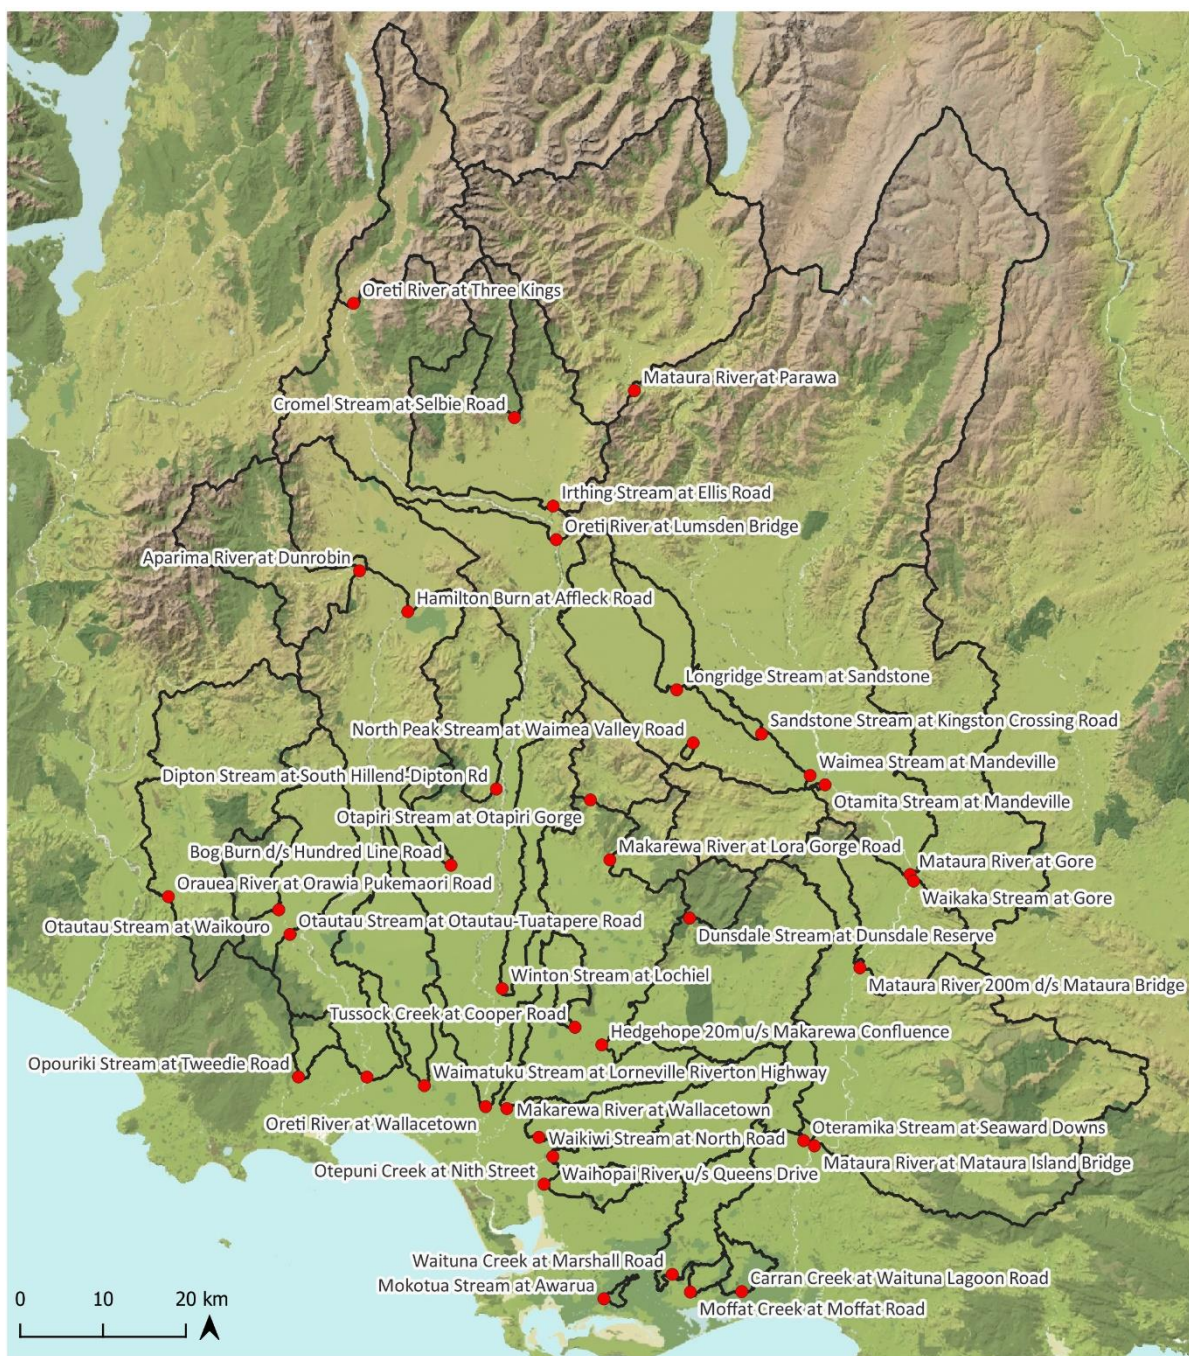 Oreti River at Three Kings
Mataura River at Parawa
Cromel Stream at Selbie Road
Irthing Stream at Ellis Road
Oreti River at Lumsden Bridge
Aparima River at Dunrobin
Hamilton Burn at Affleck Road
Longridge Stream at Sandstone
Sandstone Stream at Kingston Crossing Road
North Peak Stream at Waimea Valley Road
Waimea Stream at Mandeville
Dipton Stream at South Hillend-Dipton Rd
Otamita Stream at Mandeville
Otapiri Stream at Otapiri Gorge
Makarewa River at Lora Gorge Road
Bog Burn d/s Hundred Line Road
Mataura River at Gore
Orauea River at Orawia Pukemaori Road
Waikaka Stream at Gore
Otautau Stream at Otautau-Tuatapere Road
Otautau Stream at Waikouro
Dunsdale Stream at Dunsdale Reserve
Winton Stream at Lochiel
Mataura River 200m d/s Mataura Bridge
Tussock Creek at Cooper Road
Hedgehope 20m u/s Makarewa Confluence
Opouriki Stream at Tweedie Road
Waimatuku Stream at Lorneville Riverton Highway
Makarewa River at Wallacetown
Oreti River at Wallacetown
Oteramika Stream at Seaward Downs
Waikiwi Stream at North Road
Mataura River at Mataura Island Bridge
Otepuni Creek at Nith Street
Waihopai River u/s Queens Drive
Waituna Creek at Marshall Road
Carran Creek at Waituna Lagoon Road
Mokotua Stream at Awarua
Moffat Creek at Moffat Road
0 10 20 km